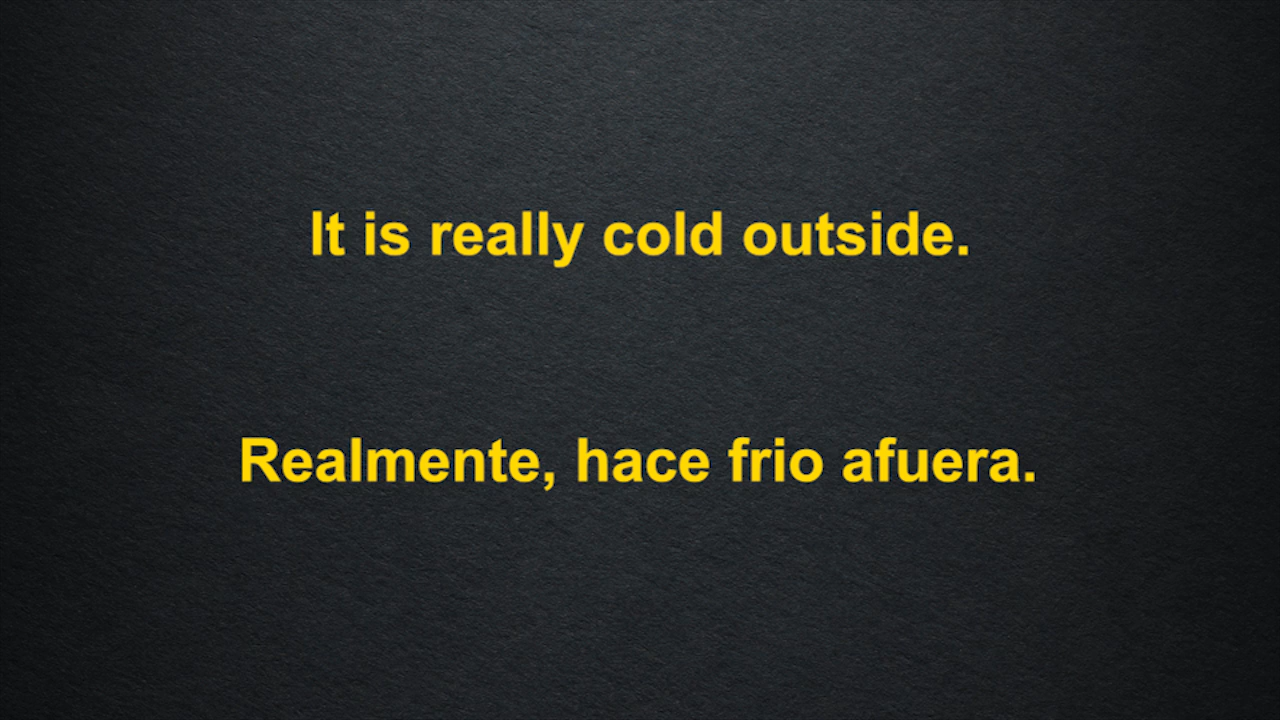 It is really cold outside.
Realmente, hace frio afuera.